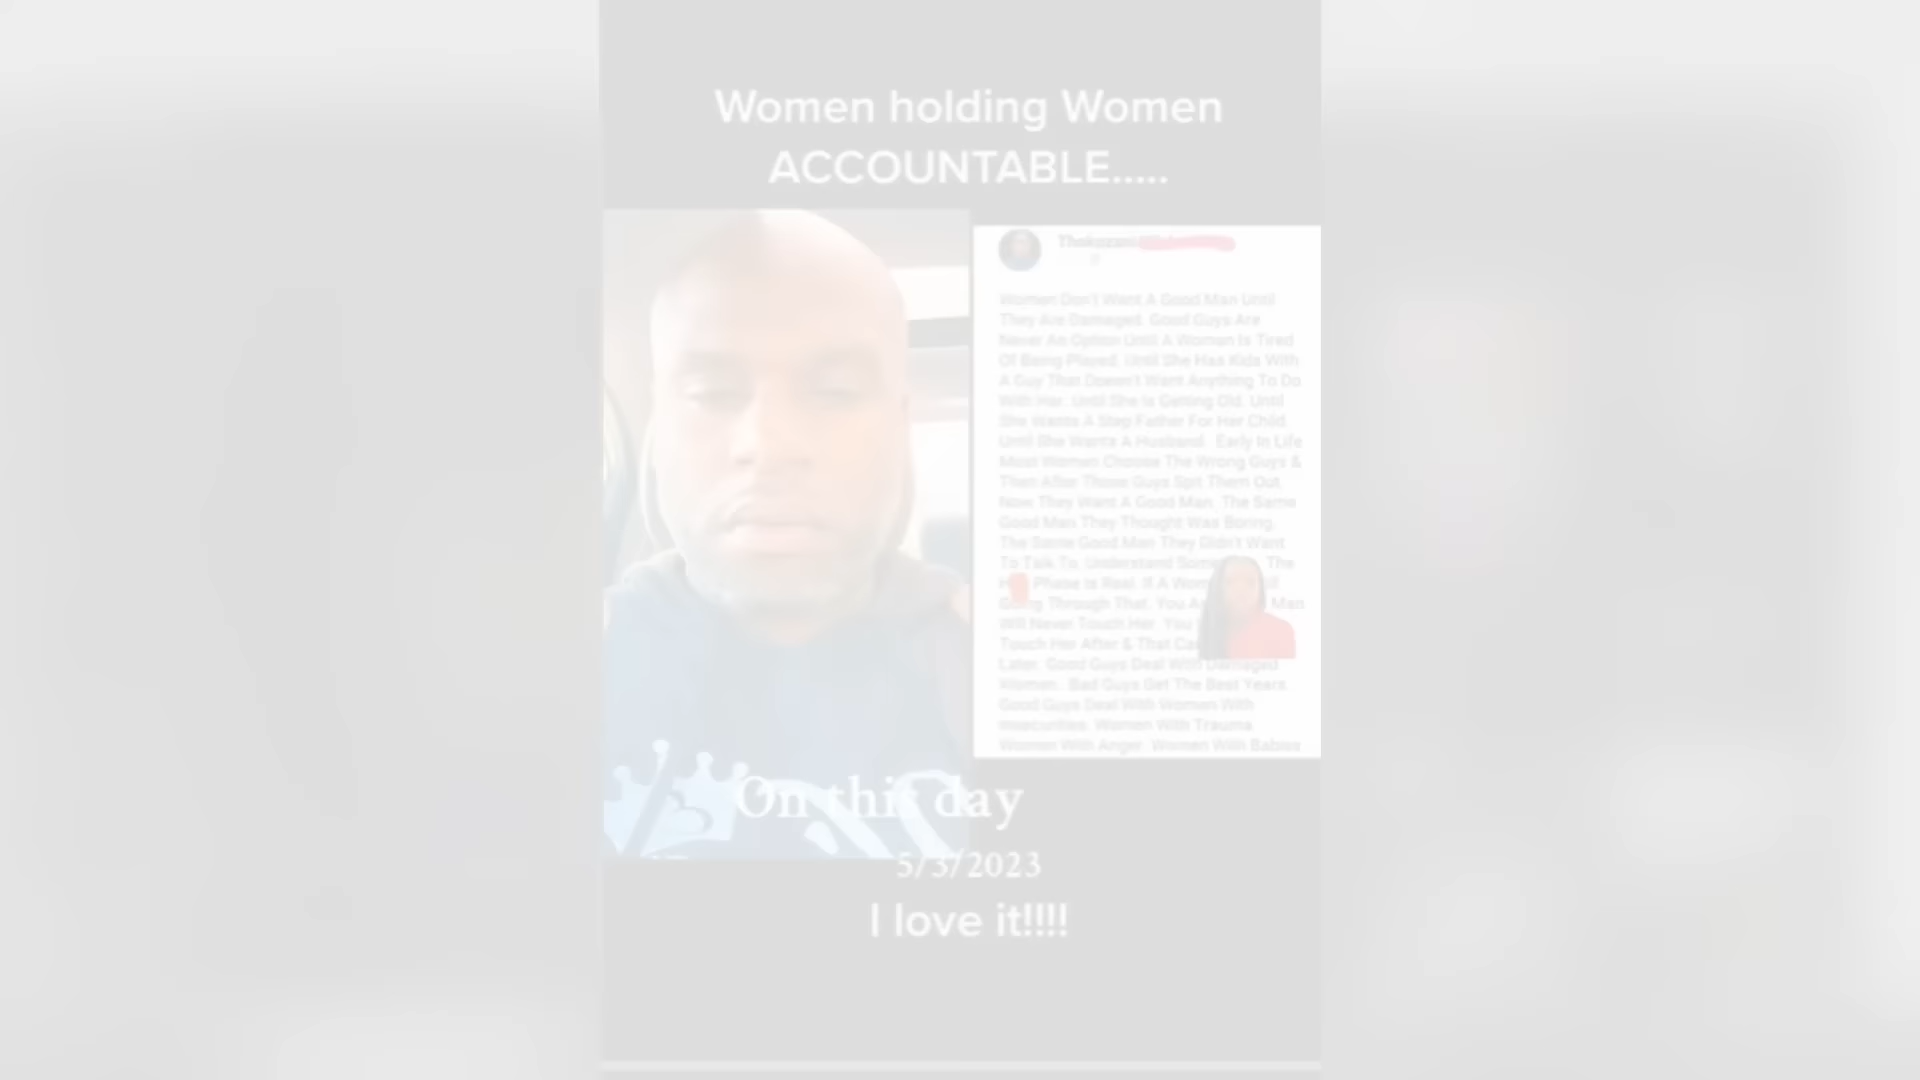 Women holding Women
ACCOUNTABLE.....
Women Don't Want A Good Man Until
They Are Damaged. Good Guys Are
Never An Option Until A Woman Is Tired
Of Being Played. Until She Has Kids With
A Guy That Doesn't Want Anything To Do
With Her. Until She Is Getting Old. Until
She Wants A Step Father For Her Child.
Until She Wants A Husband. Early In Life
Most Women Choose The Wrong Guys &
Then After Those Guys Spit Them Out
Now They Want A Good Man. The Same
Good Man They Thought Was Boring.
The Same Good Man They Didn't Want
To Talk To. Understand The
Phase Is Real. If A
Going Through That. You Man
Will Never Touch Her. You
Touch Her After & That
Later. Good Guys Deal With Damaged
Women. Bad Guys Get The Best Years.
Good Guys Deal With Women With
Insecurities. Women With Trauma.
Women With Anger. Women With Babies
On this day
5/3/2023
I love it!!!!